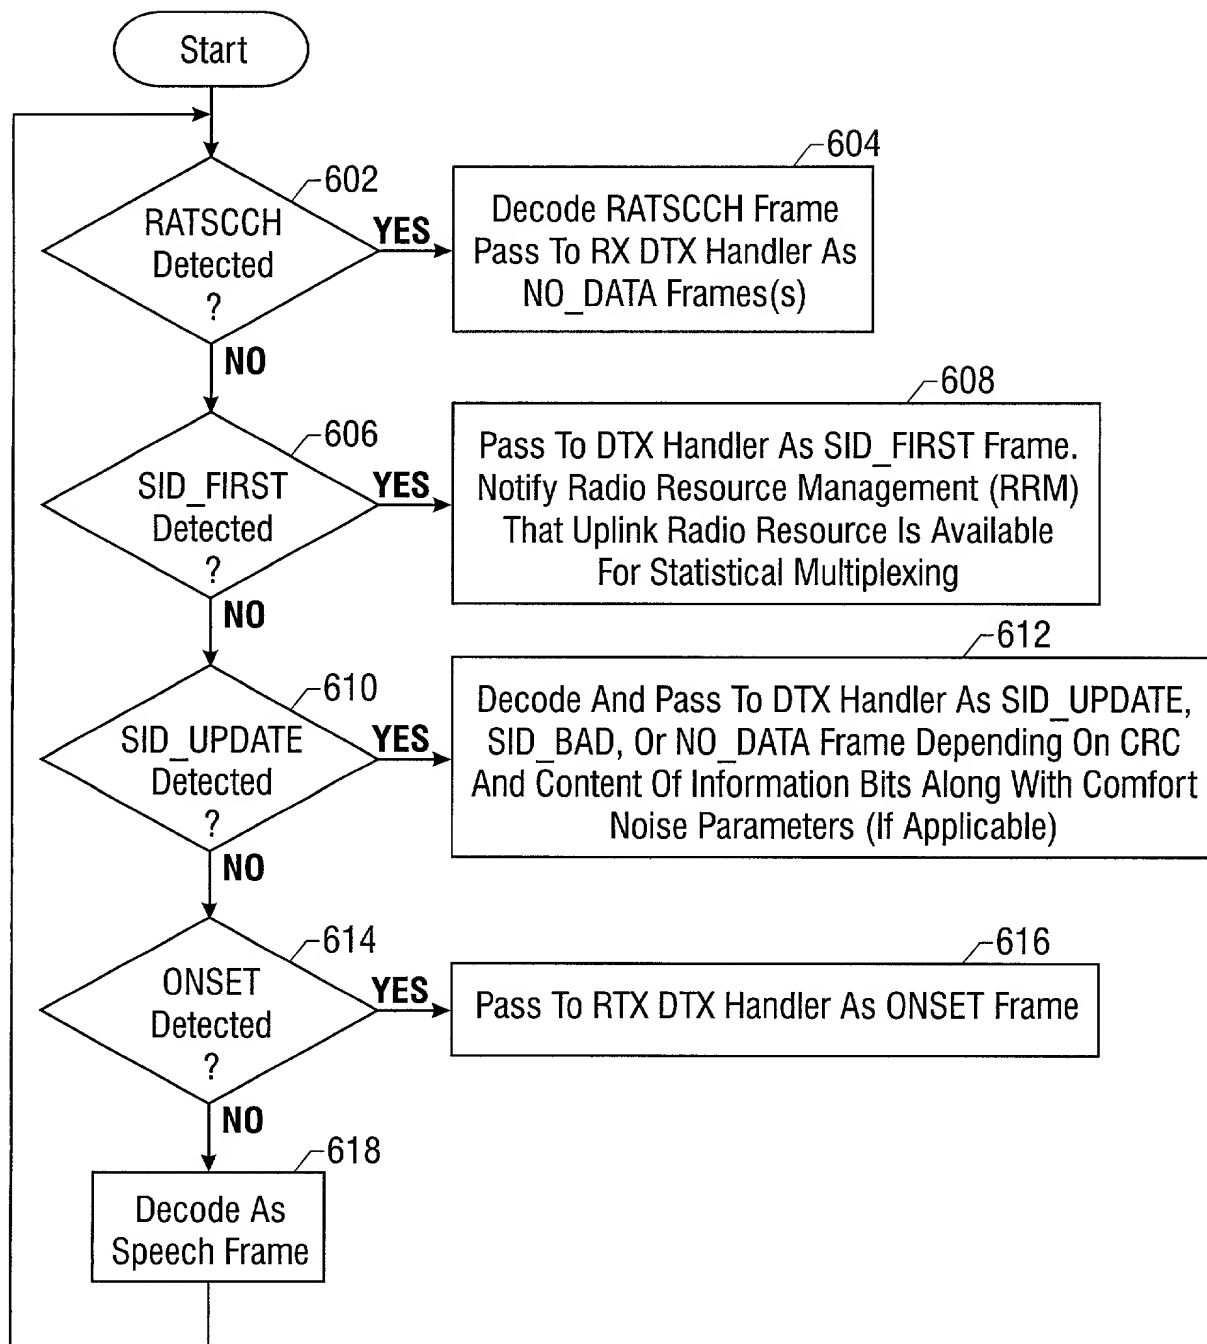 Start
602
604
RATSCCH
Detected
?
YES
Decode RATSCCH Frame
Pass To RX DTX Handler As
NO_DATA Frames(s)
NO
606
608
SID_FIRST
Detected
?
YES
Pass To DTX Handler As SID_FIRST Frame.
Notify Radio Resource Management (RRM)
That Uplink Radio Resource Is Available
For Statistical Multiplexing
NO
610
612
SID_UPDATE
Detected
?
YES
Decode And Pass To DTX Handler As SID_UPDATE,
SID_BAD, Or NO_DATA Frame Depending On CRC
And Content Of Information Bits Along With Comfort
Noise Parameters (If Applicable)
NO
614
616
ONSET
Detected
?
YES
Pass To RTX DTX Handler As ONSET Frame
NO
618
Decode As
Speech Frame